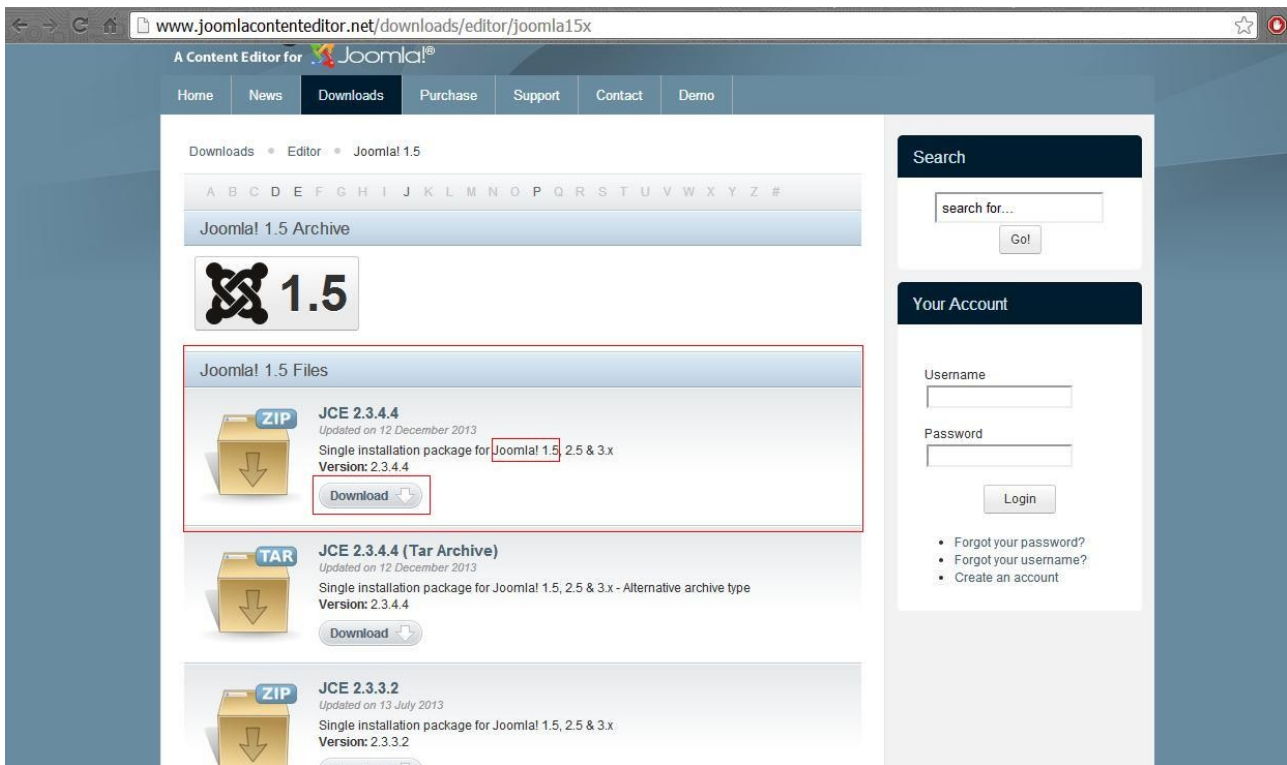 www.joomlacontenteditor.net/downloads/editor/joomla15x
A Content Editor for Joomla!®
Home News Downloads Purchase Support Contact Demo
Downloads Editor Joomla! 1.5
A B C D E F G H I J K L M N O P Q R S T U V W X Y Z #
Joomla! 1.5 Archive
1.5
Joomla! 1.5 Files
ZIP
JCE 2.3.4.4
Updated on 12 December 2013
Single installation package for Joomla! 1.5, 2.5 & 3.x
Version: 2.3.4.4
Download
TAR
JCE 2.3.4.4 (Tar Archive)
Updated on 12 December 2013
Single installation package for Joomla! 1.5, 2.5 & 3.x - Alternative archive type
Version: 2.3.4.4
Download
ZIP
JCE 2.3.3.2
Updated on 13 July 2013
Single installation package for Joomla! 1.5, 2.5 & 3.x
Version: 2.3.3.2
Search
search for...
Go!
Your Account
Username
Password
Login
Forgot your password?
Forgot your username?
Create an account